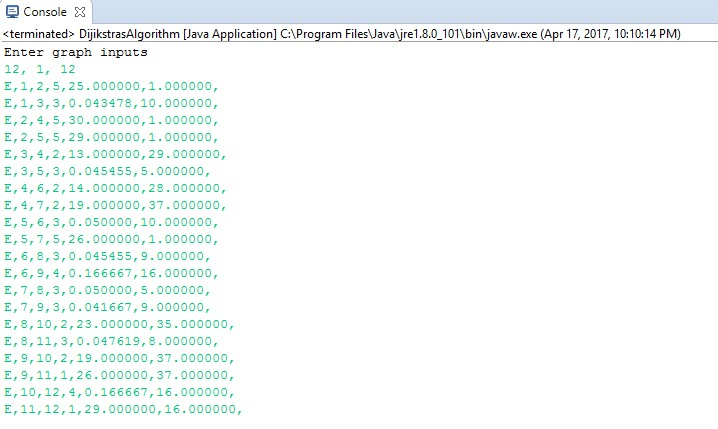 Console
<terminated> DijikstrasAlgorithm [Java Application] C:\Program Files\Java\jre1.8.0_101\bin\javaw.exe (Apr 17, 2017, 10:10:14 PM)
Enter graph inputs
12, 1, 12
E,1,2,5,25.000000,1.000000,
E,1,3,3,0.043478,10.000000,
E,2,4,5,30.000000,1.000000,
E,2,5,5,29.000000,1.000000,
E,3,4,2,13.000000,29.000000,
E,3,5,3,0.045455,5.000000,
E,4,6,2,14.000000,28.000000,
E,4,7,2,19.000000,37.000000,
E,5,6,3,0.050000,10.000000,
E,5,7,5,26.000000,1.000000,
E,6,8,3,0.045455,9.000000,
E,6,9,4,0.166667,16.000000,
E,7,8,3,0.050000,5.000000,
E,7,9,3,0.041667,9.000000,
E,8,10,2,23.000000,35.000000,
E,8,11,3,0.047619,8.000000,
E,9,10,2,19.000000,37.000000,
E,9,11,1,26.000000,37.000000,
E,10,12,4,0.166667,16.000000,
E,11,12,1,29.000000,16.000000,